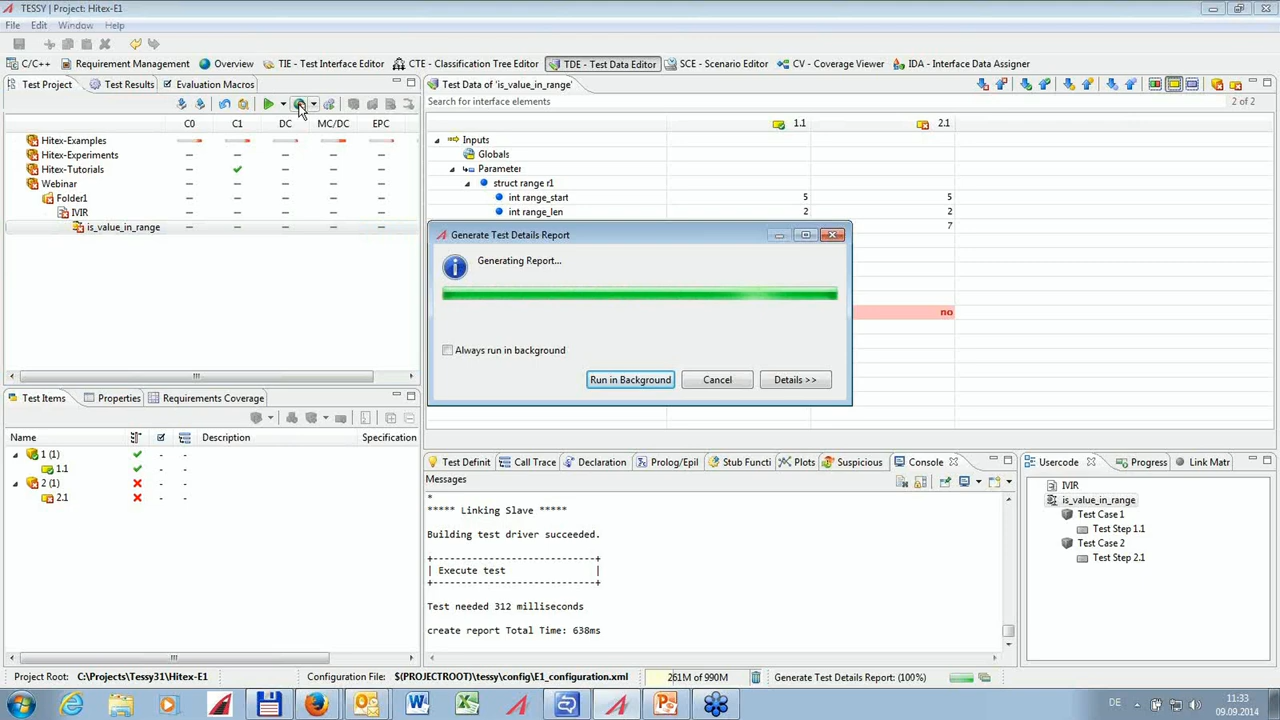 TESSY | Project: Hitex-E1
File Edit Window Help
C/C++ Requirement Management Overview TIE - Test Interface Editor CTE - Classification Tree Editor TDE - Test Data Editor SCE - Scenario Editor CV - Coverage Viewer IDA - Interface Data Assigner
Test Project Test Results Evaluation Macros
C0 C1 DC MC/DC EPC
Hitex-Examples
Hitex-Experiments
Hitex-Tutorials
Webinar
Folder1
IVIR
is_value_in_range
Test Data of 'is_value_in_range'
Search for interface elements 2 of 2
1.1 2.1
Inputs
Globals
Parameter
struct range r1
int range_start 5 5
int range_len 2 2
7
no
Generate Test Details Report
Generating Report...
Always run in background
Run in Background Cancel Details >>
Test Items Properties Requirements Coverage
Name Description Specification
1 (1) - -
1.1 - -
2 (1) - -
2.1 - -
Test Definit Call Trace Declaration Prolog/Epil Stub Functi Plots Suspicious Console
Messages
*
***** Linking Slave *****
Building test driver succeeded.
+----------------------------+
| Execute test |
+----------------------------+
Test needed 312 milliseconds
create report Total Time: 638ms
Usercode Progress Link Matr
IVIR
is_value_in_range
Test Case 1
Test Step 1.1
Test Case 2
Test Step 2.1
Project Root: C:\Projects\Tessy31\Hitex-E1 Configuration File: $(PROJECTROOT)\tessy\config\E1_configuration.xml 261M of 990M Generate Test Details Report: (100%)
DE 11:33
09.09.2014